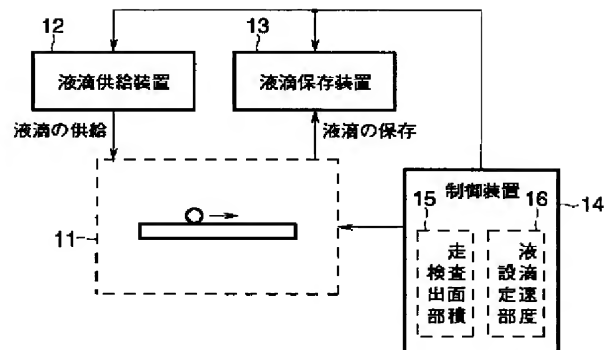 12
13
液滴供給装置
液滴保存装置
液滴の供給
液滴の保存
11
制御装置
14
15
16
走査面積
検出部
液滴速度
設定部